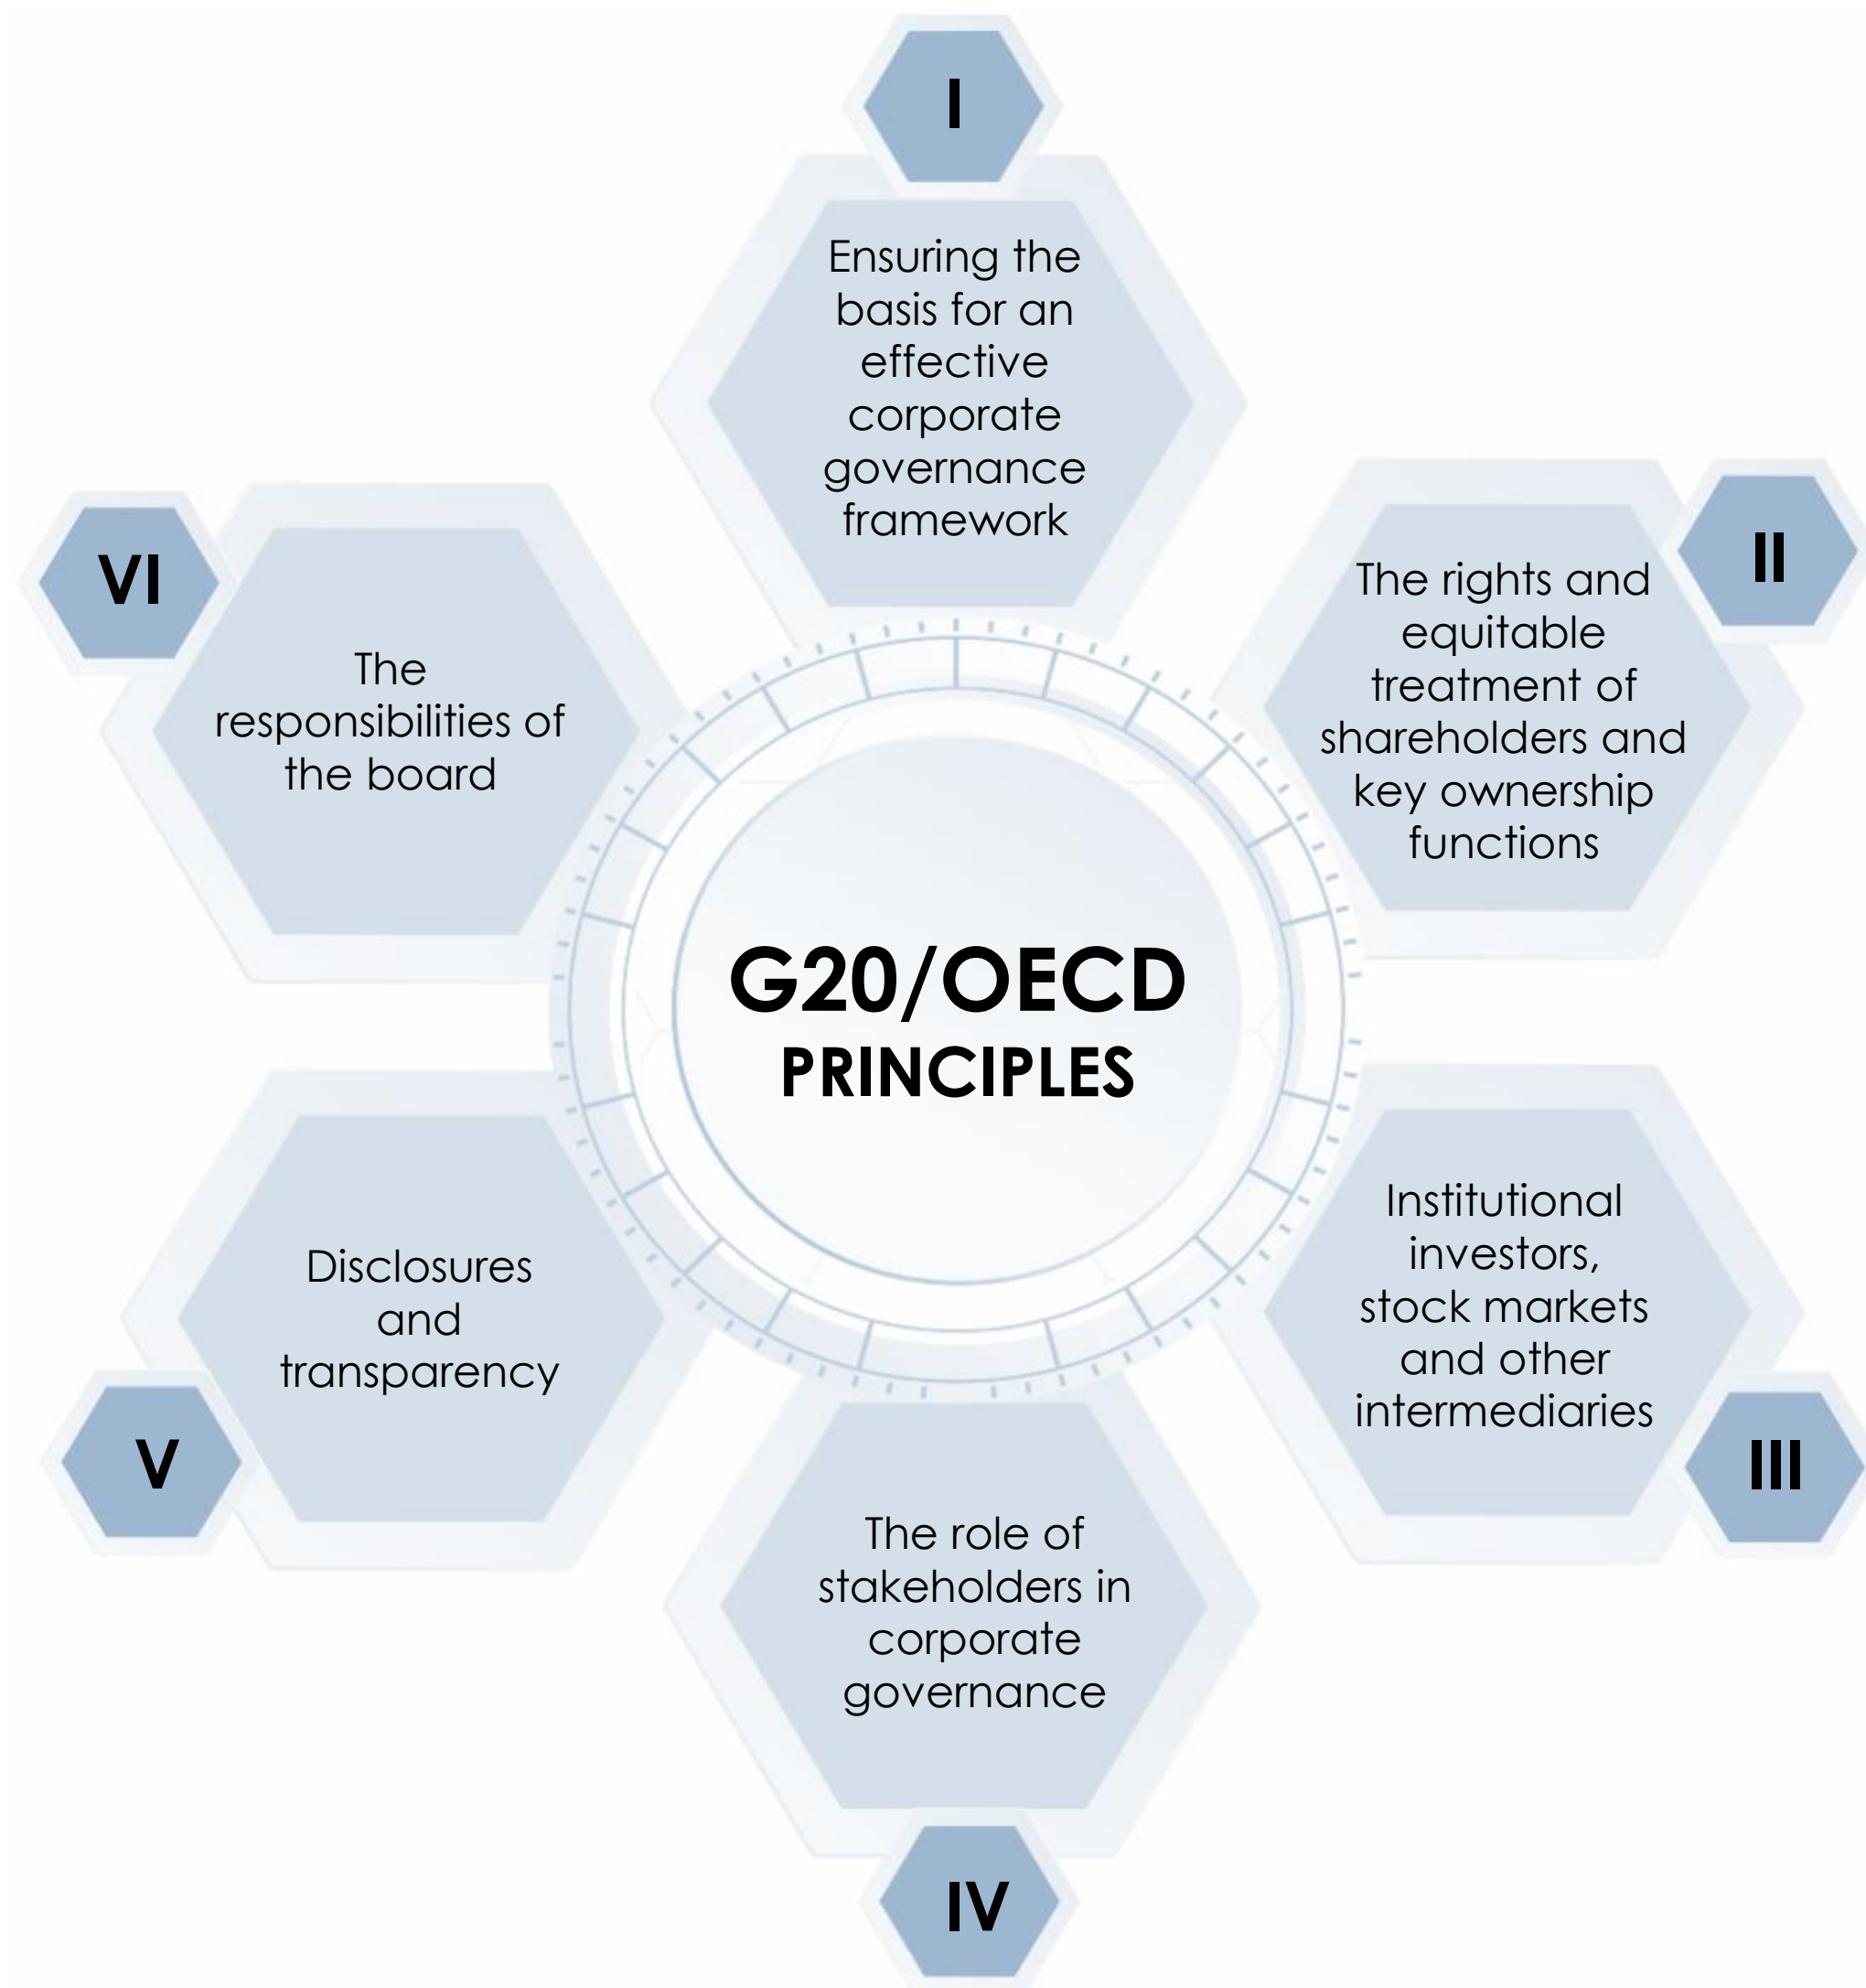 I
Ensuring the
basis for an
effective
corporate
governance
framework
II
The rights and
equitable
treatment of
shareholders and
key ownership
functions
III
Institutional
investors,
stock markets
and other
intermediaries
IV
The role of
stakeholders in
corporate
governance
V
Disclosures
and
transparency
VI
The
responsibilities of
the board
G20/OECD
PRINCIPLES